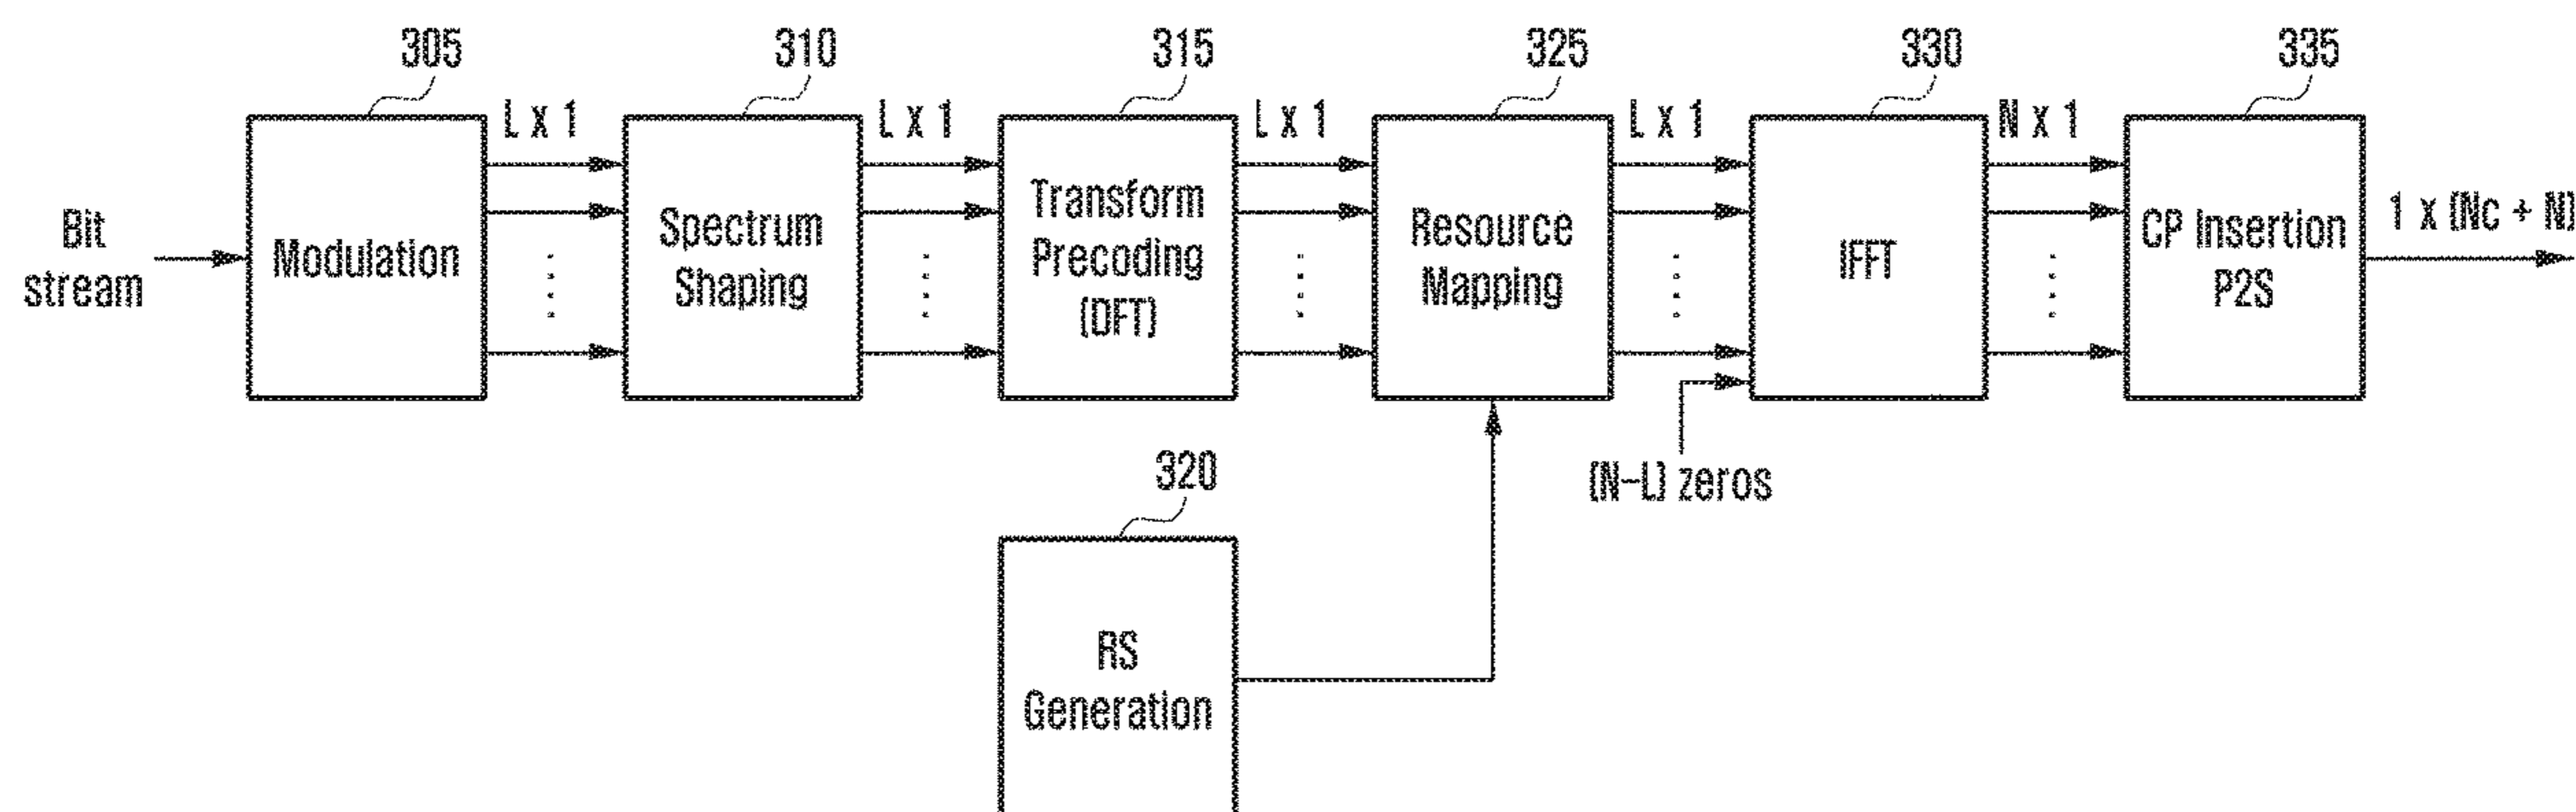 305
310
315
325
330
335
L x 1
L x 1
L x 1
L x 1
N x 1
Bit
stream
Modulation
Spectrum
Shaping
Transform
Precoding
(DFT)
Resource
Mapping
IFFT
CP Insertion
P2S
1 x (Nc + N)
(N-L) zeros
320
RS
Generation